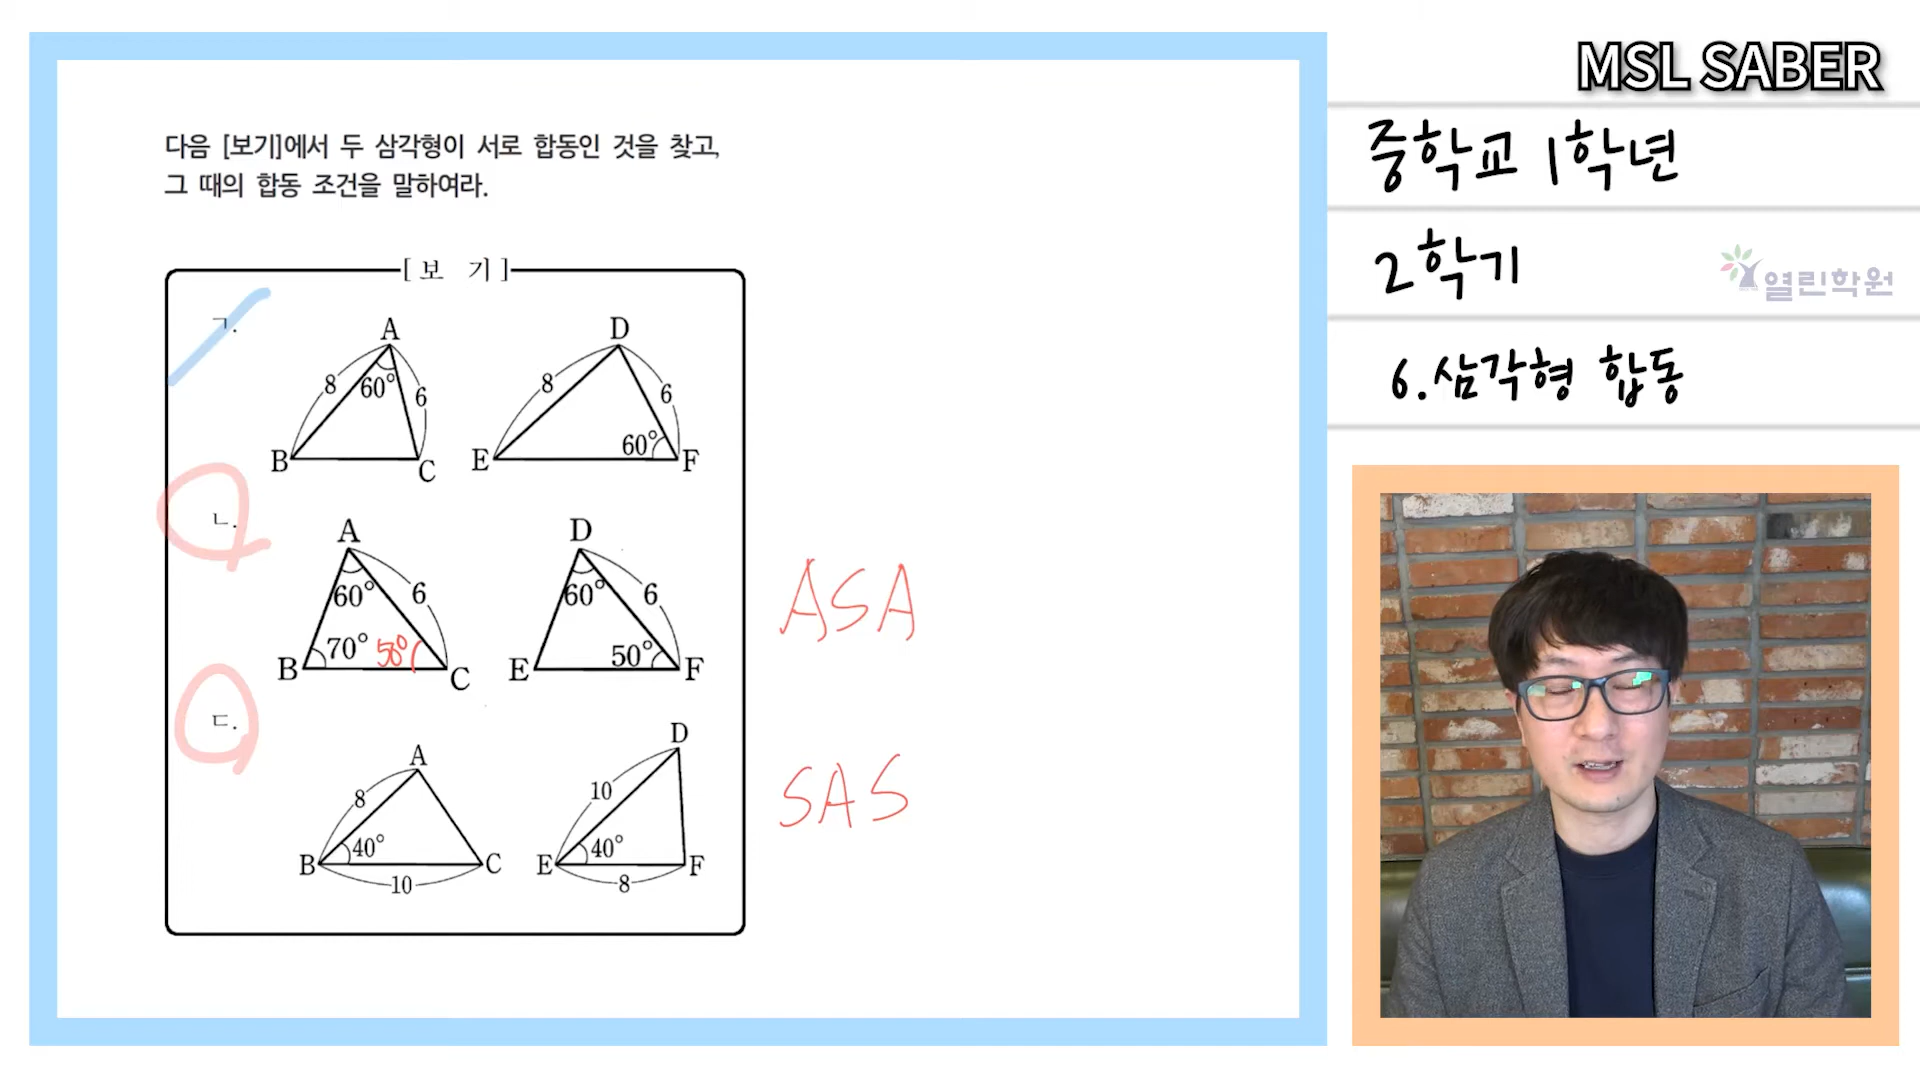 다음 [보기]에서 두 삼각형이 서로 합동인 것을 찾고,
그 때의 합동 조건을 말하여라.
[보 기]
ㄱ.
A
8
60°
6
B
C
D
8
6
60°
E
F
ㄴ.
A
60°
6
70°
50°
B
C
D
60°
6
50°
E
F
ASA
ㄷ.
A
8
40°
B
C
10
D
10
40°
E
F
8
SAS
MSL SABER
중학교 1학년
2학기
열린학원
6.삼각형 합동